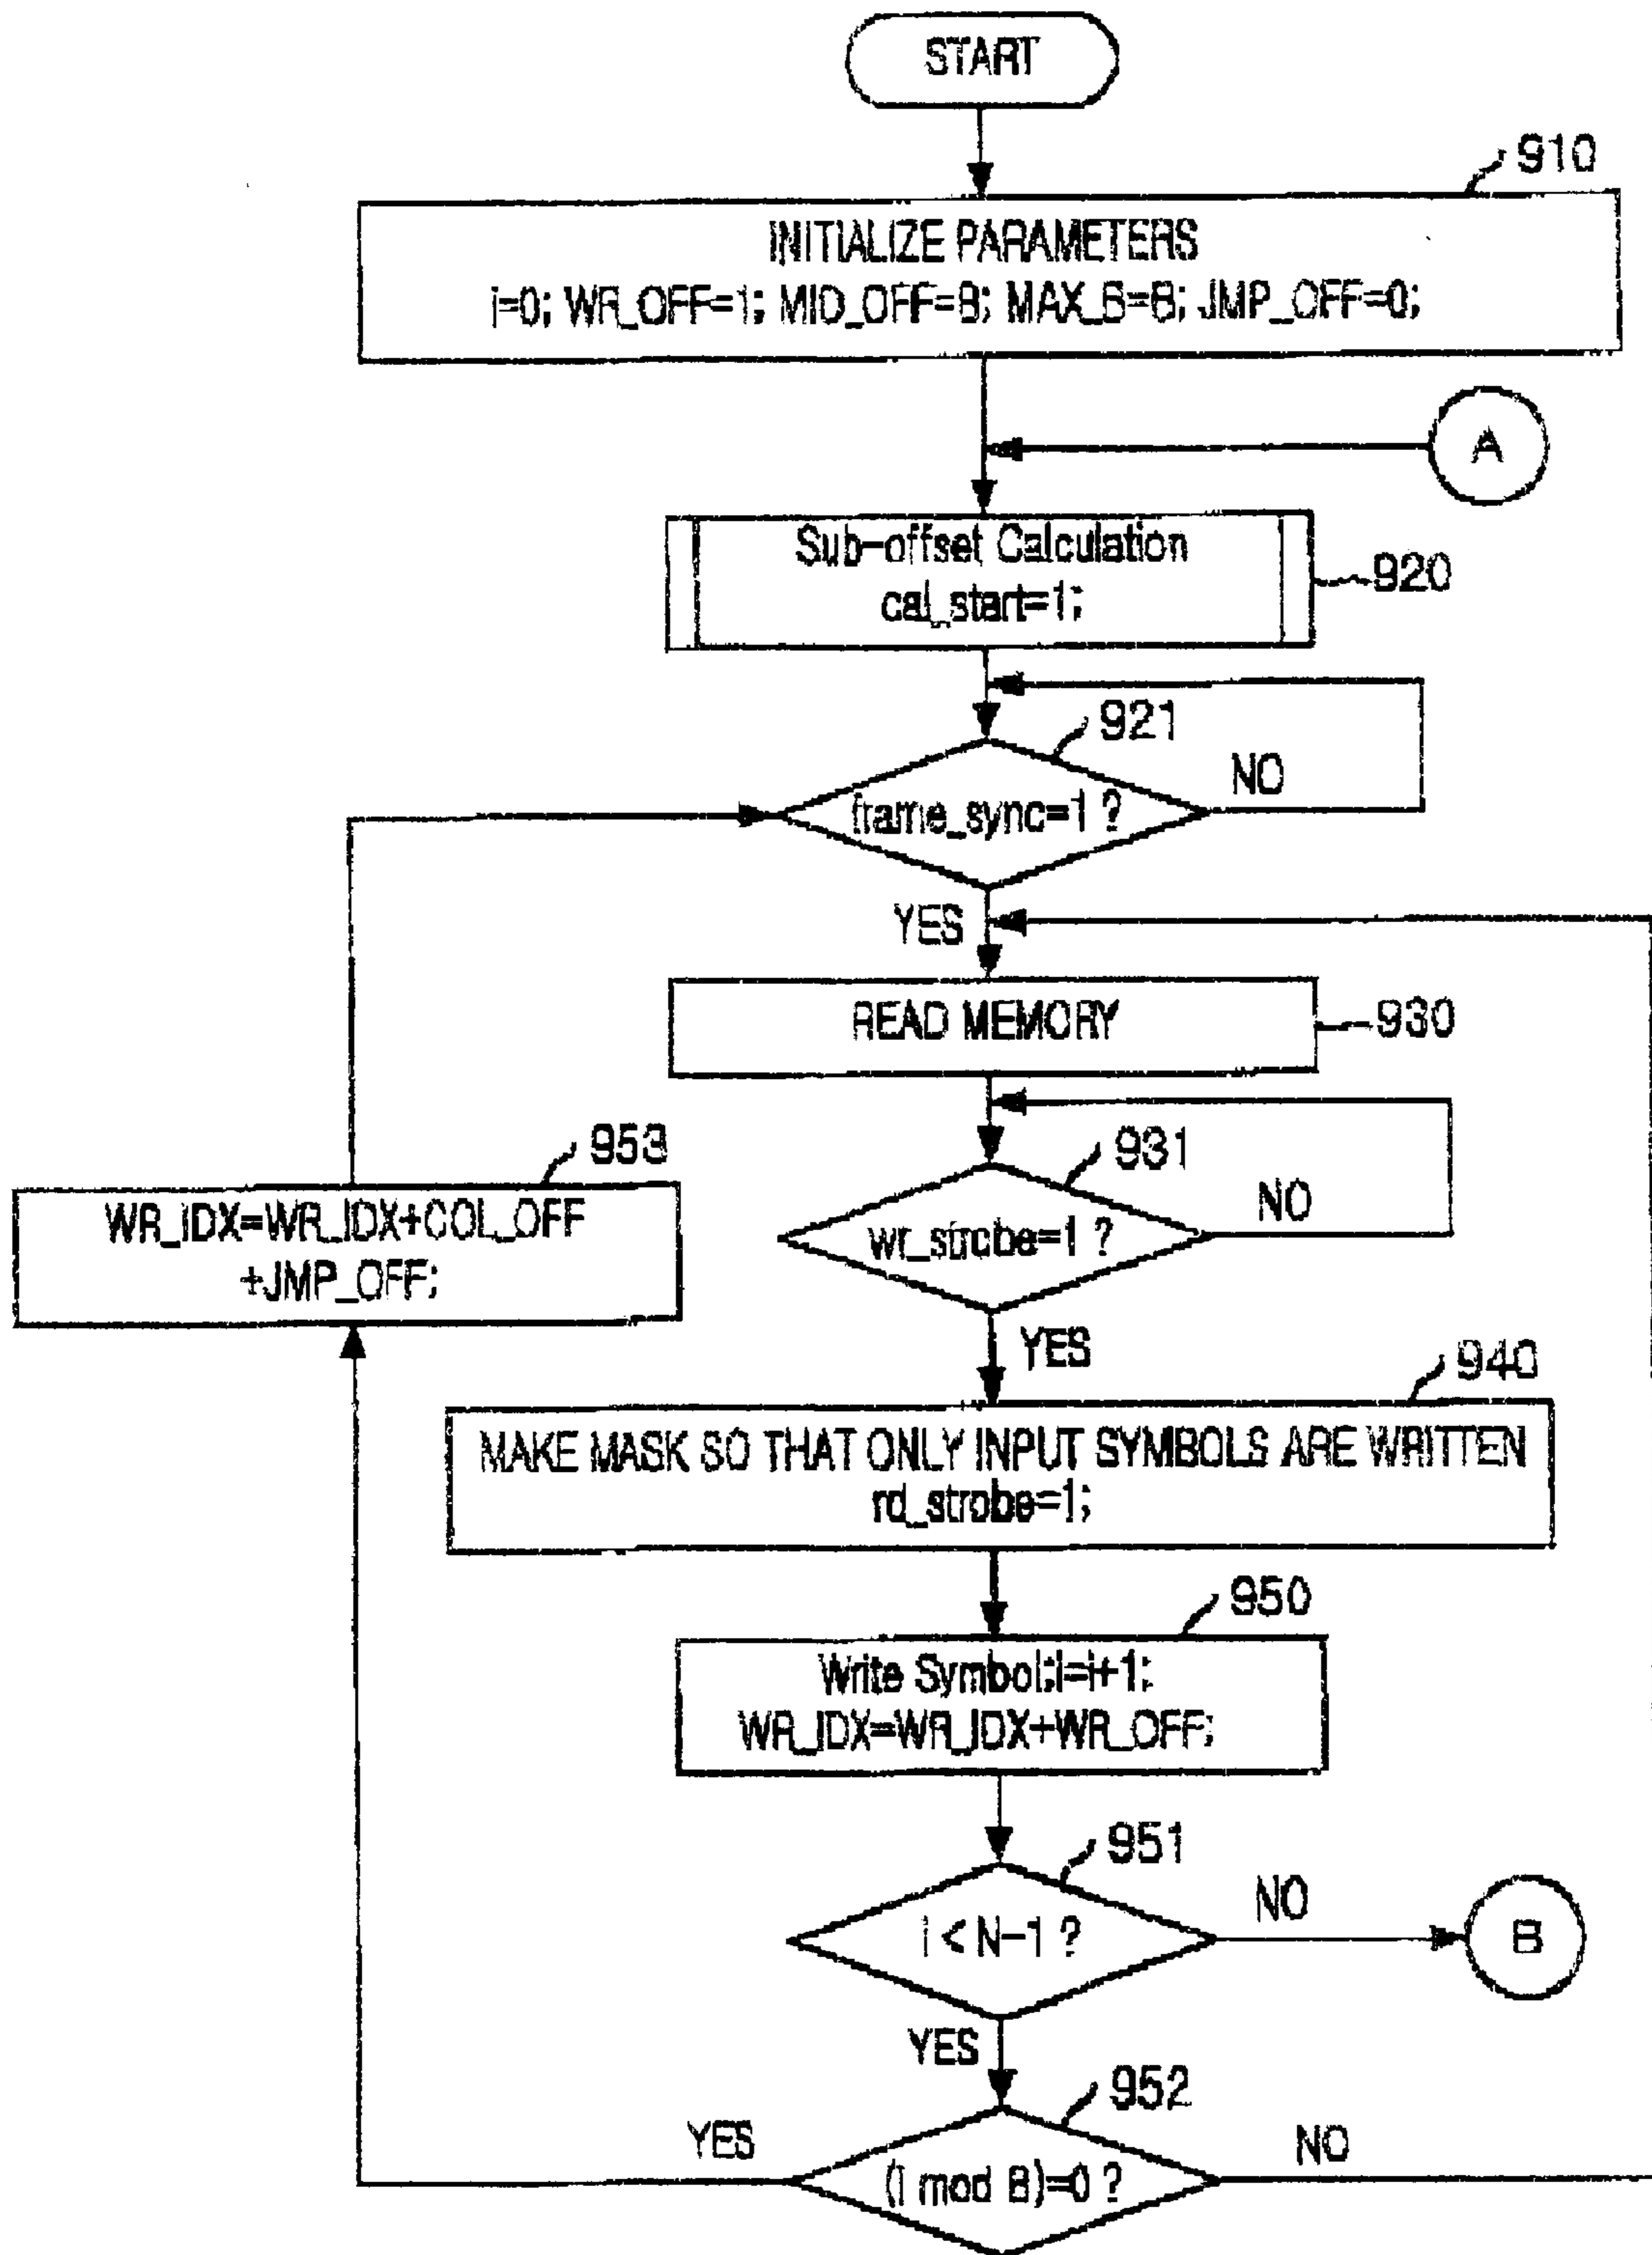 START
910
INITIALIZE PARAMETERS
i=0; WR_OFF=1; MID_OFF=B; MAX_B=B; JMP_OFF=0;
A
Sub-offset Calculation
cal_start=1;
920
921
frame_sync=1 ?
NO
YES
READ MEMORY
930
953
WR_IDX=WR_IDX+COL_OFF
+JMP_OFF;
931
wr_strobe=1 ?
NO
YES
940
MAKE MASK SO THAT ONLY INPUT SYMBOLS ARE WRITTEN
rd_strobe=1;
950
Write Symbol;i=i+1;
WR_IDX=WR_IDX+WR_OFF;
951
i < N-1 ?
NO
B
YES
952
YES
(i mod B)=0 ?
NO